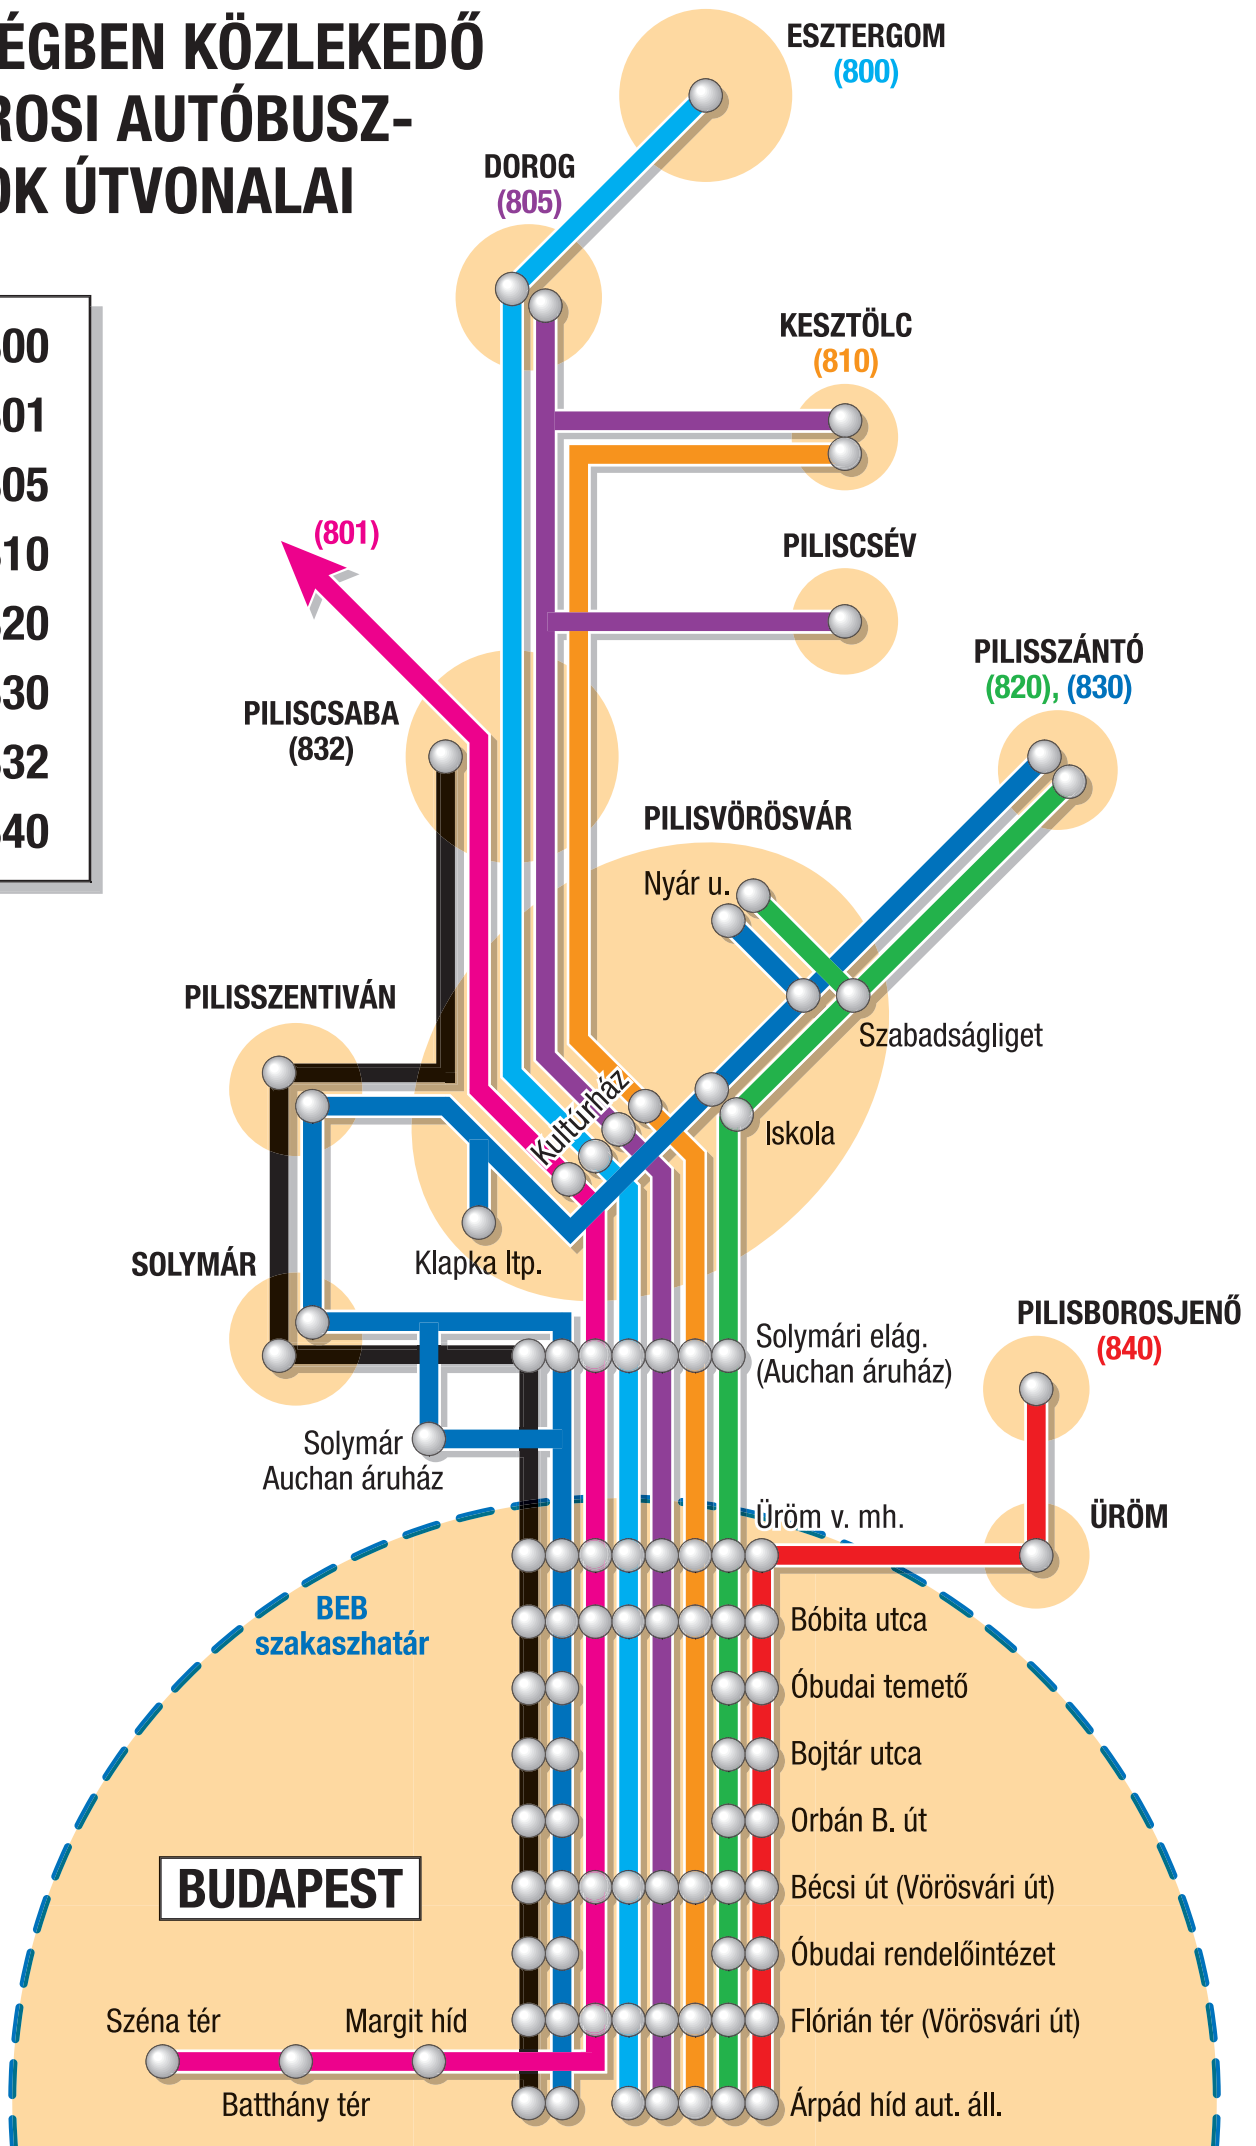 ÉGBEN KÖZLEKEDŐ
ROSI AUTÓBUSZ-
OK ÚTVONALAI
ESZTERGOM
(800)
DOROG
(805)
00
01
05
10
20
30
32
40
KESZTÖLC
(810)
(801)
PILISCSÉV
PILISSZÁNTÓ
(820), (830)
PILISCSABA
(832)
PILISVÖRÖSVÁR
Nyár u.
PILISSZENTIVÁN
Szabadságliget
Kultúrház
Iskola
SOLYMÁR
Klapka ltp.
PILISBOROSJENŐ
(840)
Solymári elág.
(Auchan áruház)
Solymár
Auchan áruház
Üröm v. mh.
ÜRÖM
BEB
szakaszhatár
Bóbita utca
Óbudai temető
Bojtár utca
Orbán B. út
BUDAPEST
Bécsi út (Vörösvári út)
Óbudai rendelőintézet
Széna tér
Margit híd
Flórián tér (Vörösvári út)
Batthány tér
Árpád híd aut. áll.